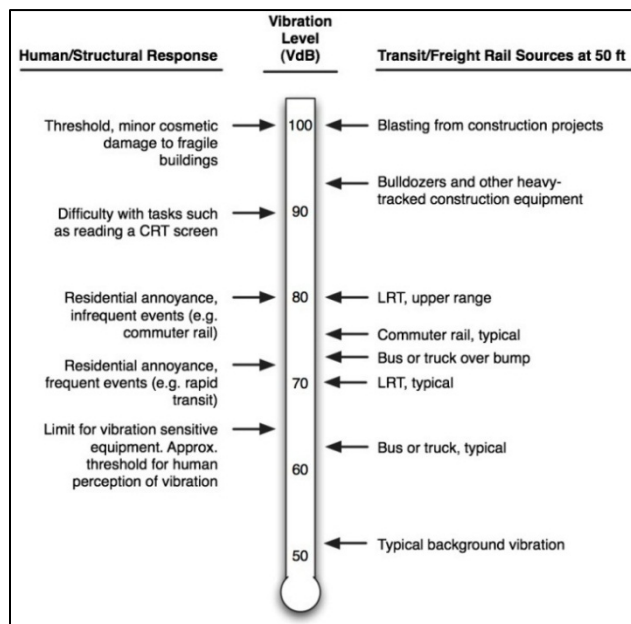 Human/Structural Response
Vibration
Level
(VdB)
Transit/Freight Rail Sources at 50 ft
Threshold, minor cosmetic
damage to fragile
buildings
100
Blasting from construction projects
Bulldozers and other heavy-
tracked construction equipment
Difficulty with tasks such
as reading a CRT screen
90
Residential annoyance,
infrequent events (e.g.
commuter rail)
80
LRT, upper range
Commuter rail, typical
Bus or truck over bump
Residential annoyance,
frequent events (e.g. rapid
transit)
70
LRT, typical
Limit for vibration sensitive
equipment. Approx.
threshold for human
perception of vibration
Bus or truck, typical
60
Typical background vibration
50